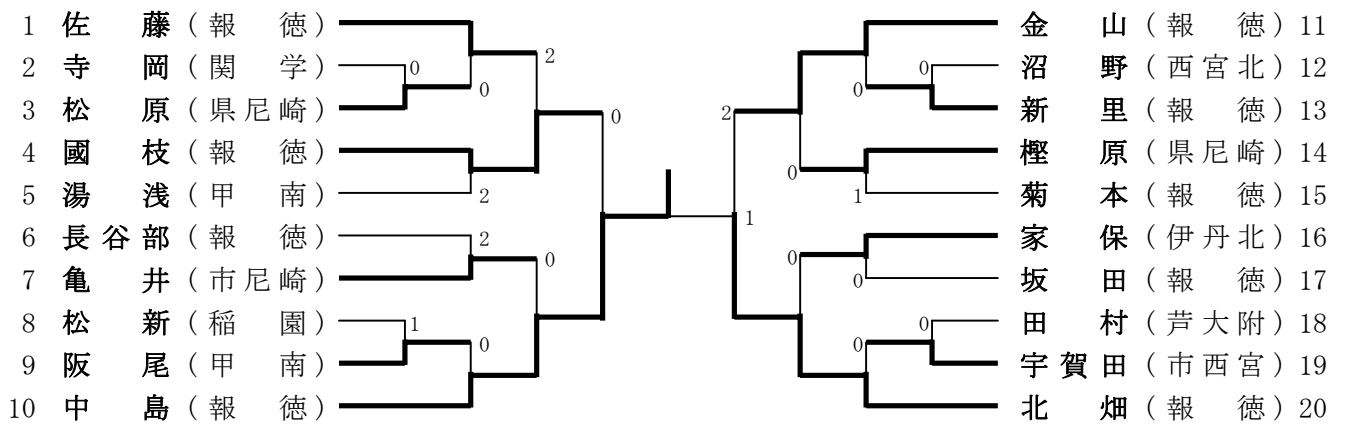 1 佐 藤 ( 報 徳 )
2 寺 岡 ( 関 学 )
3 松 原 ( 県 尼 崎 )
4 國 枝 ( 報 徳 )
5 湯 浅 ( 甲 南 )
6 長 谷 部 ( 報 徳 )
7 亀 井 ( 市 尼 崎 )
8 松 新 ( 稲 園 )
9 阪 尾 ( 甲 南 )
10 中 島 ( 報 徳 )
0
0
2
2
0
2
0
1
0
2
1
0
0
0
1
0
0
0
0
金 山 ( 報 徳 ) 11
沼 野 ( 西 宮 北 ) 12
新 里 ( 報 徳 ) 13
樫 原 ( 県 尼 崎 ) 14
菊 本 ( 報 徳 ) 15
家 保 ( 伊 丹 北 ) 16
坂 田 ( 報 徳 ) 17
田 村 ( 芦 大 附 ) 18
宇 賀 田 ( 市 西 宮 ) 19
北 畑 ( 報 徳 ) 20